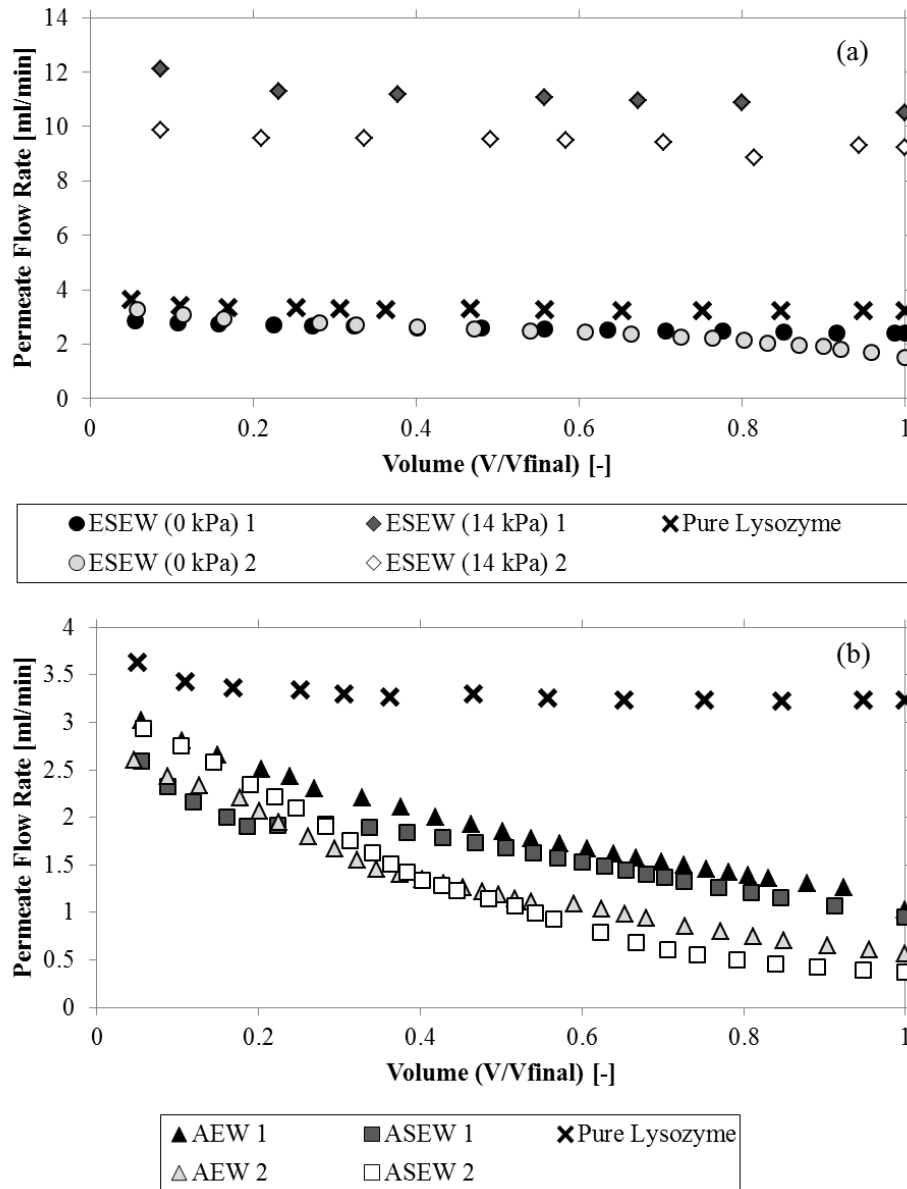 (a)
Permeate Flow Rate [ml/min]
14
12
10
8
6
4
2
0
0 0.2 0.4 0.6 0.8 1
Volume (V/Vfinal) [-]
ESEW (0 kPa) 1 ESEW (14 kPa) 1 Pure Lysozyme
ESEW (0 kPa) 2 ESEW (14 kPa) 2
(b)
Permeate Flow Rate [ml/min]
4
3.5
3
2.5
2
1.5
1
0.5
0
0 0.2 0.4 0.6 0.8 1
Volume (V/Vfinal) [-]
AEW 1 ASEW 1 Pure Lysozyme
AEW 2 ASEW 2